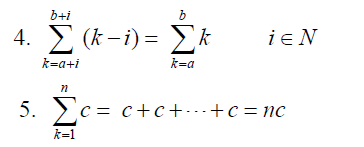 4. $\sum_{k=a+i}^{b+i} (k-i) = \sum_{k=a}^{b} k \qquad i \in N$
5. $\sum_{k=1}^{n} c = c + c + \cdots + c = nc$